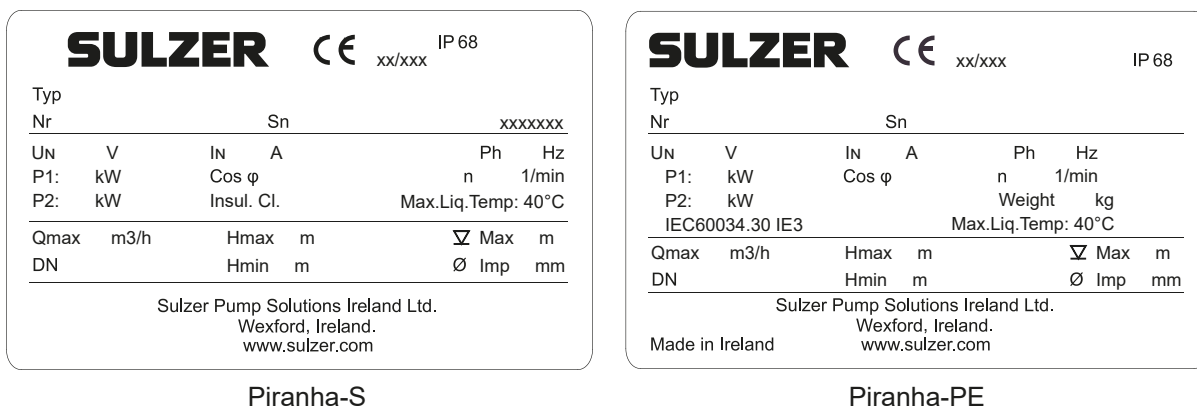 SULZER CE xx/xxx IP 68
Typ
Nr Sn xxxxxxx
UN V IN A Ph Hz
P1: kW Cos φ n 1/min
P2: kW Insul. Cl. Max.Liq.Temp: 40°C
Qmax m3/h Hmax m Max m
DN Hmin m Ø Imp mm
Sulzer Pump Solutions Ireland Ltd.
Wexford, Ireland.
www.sulzer.com
Piranha-S
SULZER CE xx/xxx IP 68
Typ
Nr Sn
UN V IN A Ph Hz
P1: kW Cos φ n 1/min
P2: kW Weight kg
IEC60034.30 IE3 Max.Liq.Temp: 40°C
Qmax m3/h Hmax m Max m
DN Hmin m Ø Imp mm
Sulzer Pump Solutions Ireland Ltd.
Wexford, Ireland.
Made in Ireland www.sulzer.com
Piranha-PE